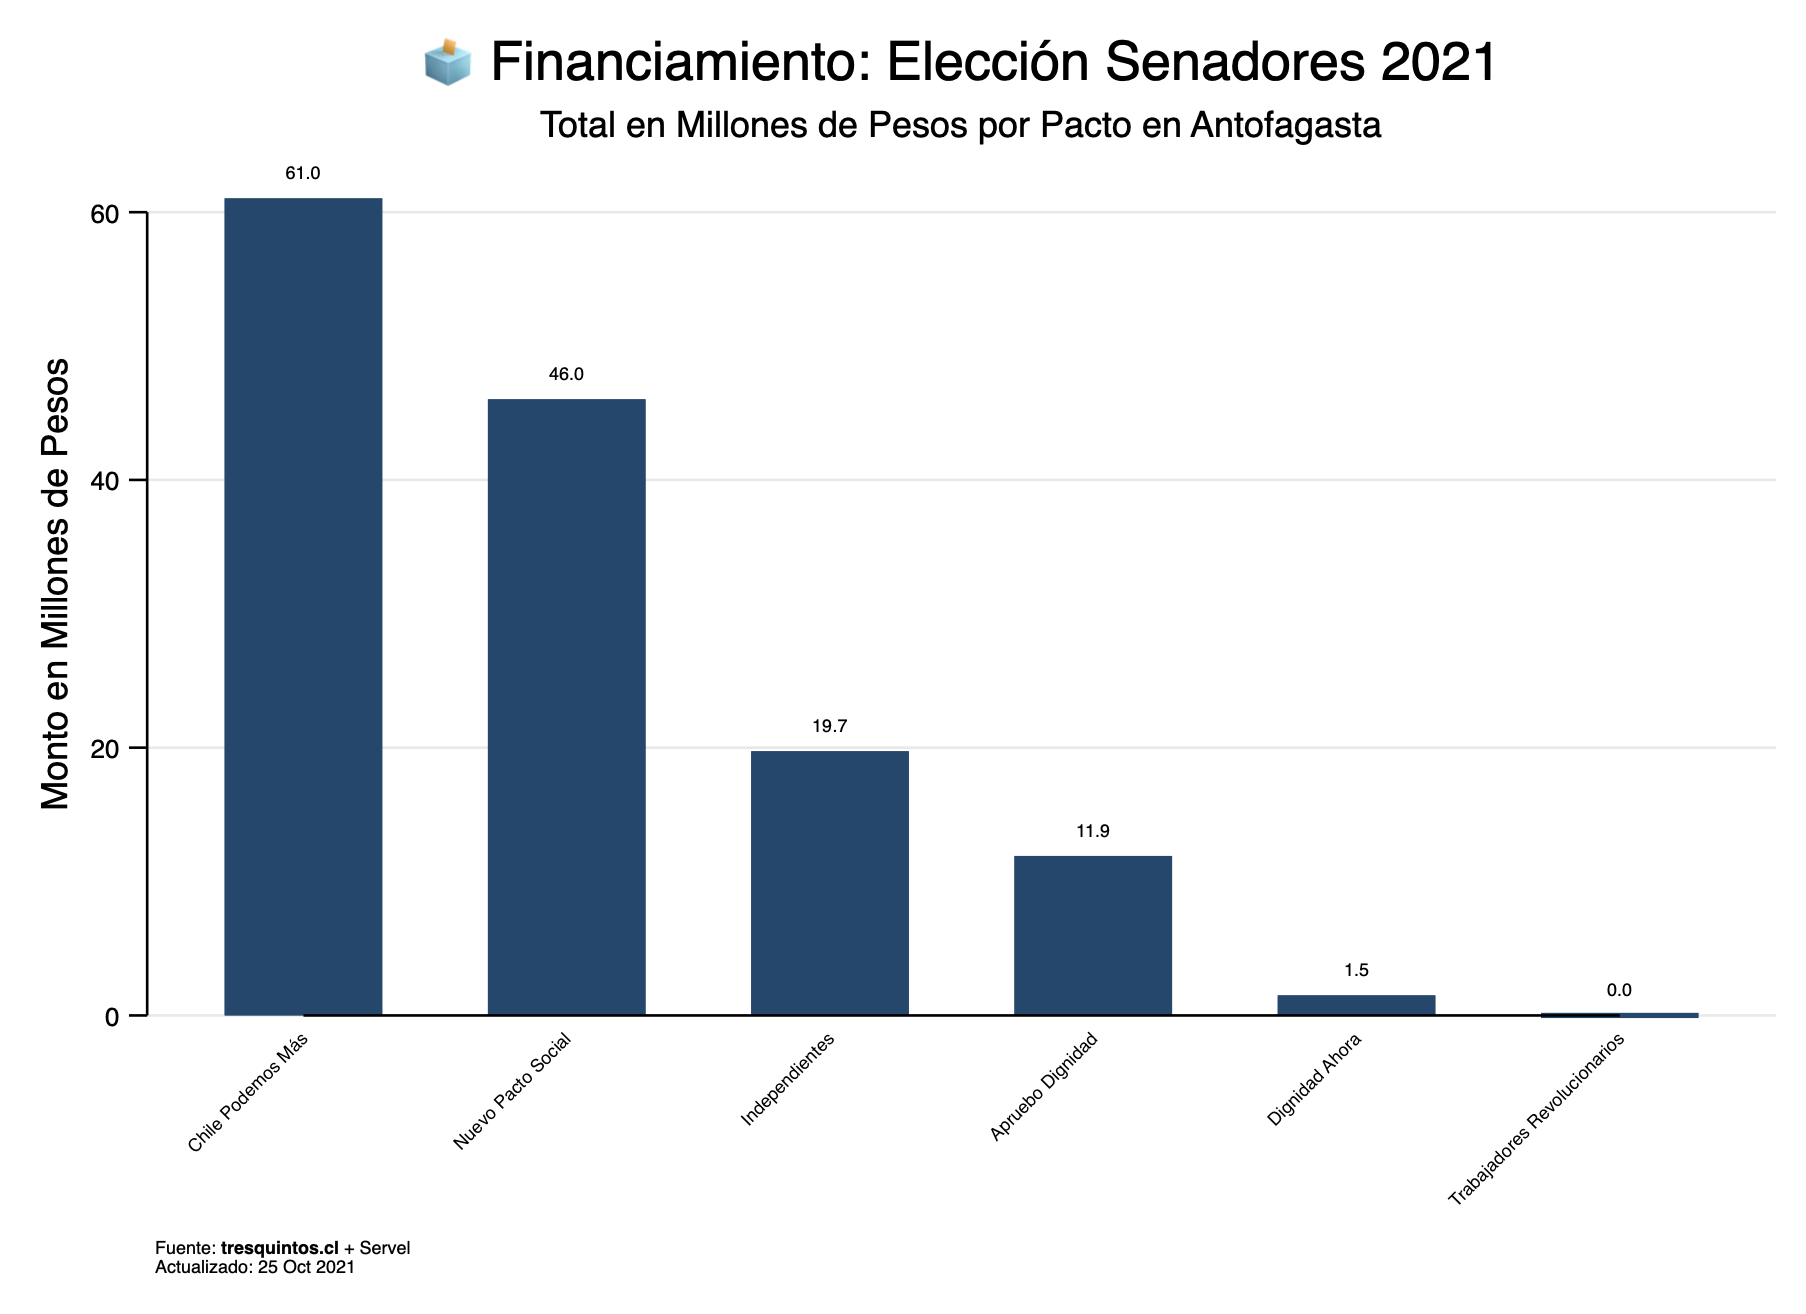 Financiamiento: Elección Senadores 2021
Total en Millones de Pesos por Pacto en Antofagasta
Monto en Millones de Pesos
60
40
20
0
61.0
46.0
19.7
11.9
1.5
0.0
Chile Podemos Más
Nuevo Pacto Social
Independientes
Apruebo Dignidad
Dignidad Ahora
Trabajadores Revolucionarios
Fuente: tresquintos.cl + Servel
Actualizado: 25 Oct 2021